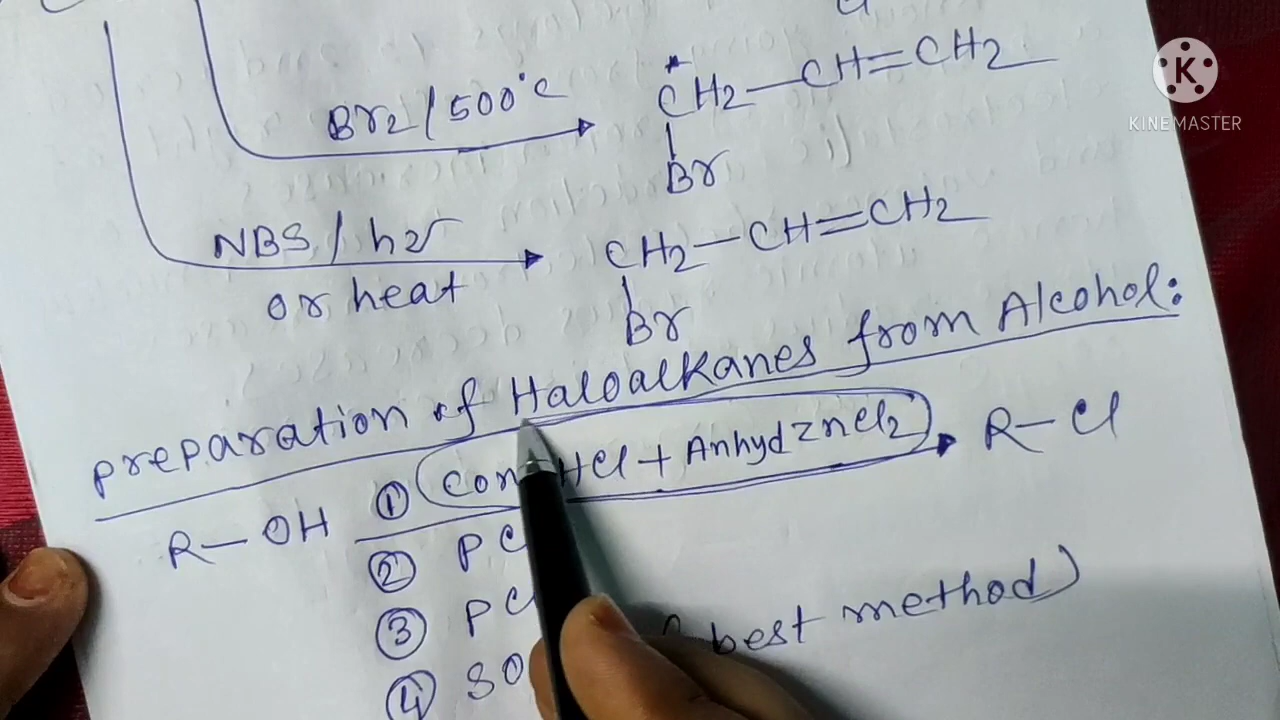 Cl
Br2 / 500°C
*
CH2—CH=CH2
Br
K
KINEMASTER
NBS / hν
or heat
CH2—CH=CH2
Br
preparation of Haloalkanes from Alcohol:
R—OH ① HCl + Anhyd ZnCl2 R—Cl
②
③
④ best method)